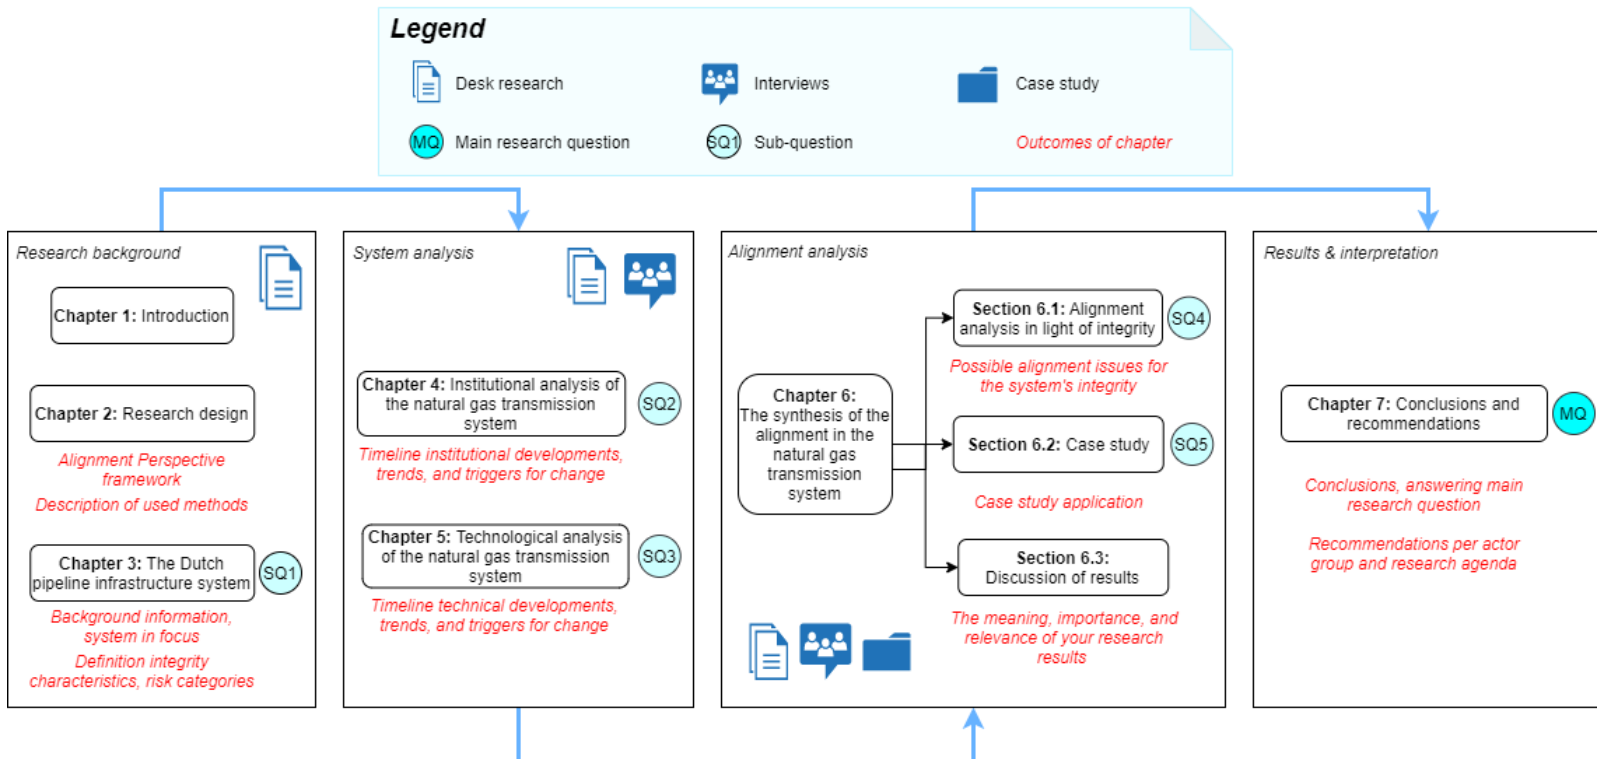 Legend
Desk research
Interviews
Case study
MQ
Main research question
SQ1
Sub-question
Outcomes of chapter
Research background
Chapter 1: Introduction
Chapter 2: Research design
Alignment Perspective
framework
Description of used methods
Chapter 3: The Dutch
pipeline infrastructure system
SQ1
Background information,
system in focus
Definition integrity
characteristics, risk categories
System analysis
Chapter 4: Institutional analysis of
the natural gas transmission
system
SQ2
Timeline institutional developments,
trends, and triggers for change
Chapter 5: Technological analysis
of the natural gas transmission
system
SQ3
Timeline technical developments,
trends, and triggers for change
Alignment analysis
Chapter 6:
The synthesis of the
alignment in the
natural gas
transmission
system
Section 6.1: Alignment
analysis in light of integrity
SQ4
Possible alignment issues for
the system's integrity
Section 6.2: Case study
SQ5
Case study application
Section 6.3:
Discussion of results
The meaning, importance, and
relevance of your research
results
Results & interpretation
Chapter 7: Conclusions and
recommendations
MQ
Conclusions, answering main
research question
Recommendations per actor
group and research agenda